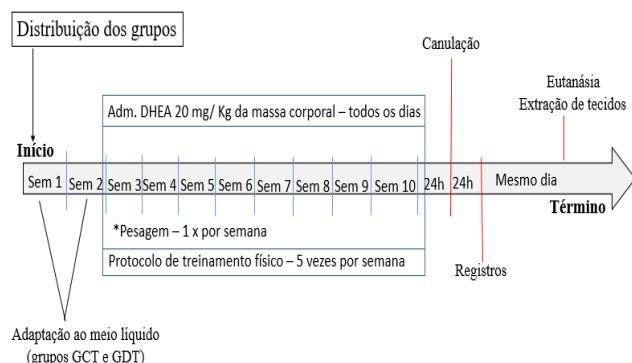 Distribuição dos grupos
Canulação
Eutanásia
Extração de tecidos
Adm. DHEA 20 mg/ Kg da massa corporal – todos os dias
Início
Sem 1 Sem 2 Sem 3 Sem 4 Sem 5 Sem 6 Sem 7 Sem 8 Sem 9 Sem 10 24h 24h Mesmo dia
Término
*Pesagem – 1 x por semana
Protocolo de treinamento físico – 5 vezes por semana
Registros
Adaptação ao meio líquido
(grupos GCT e GDT)